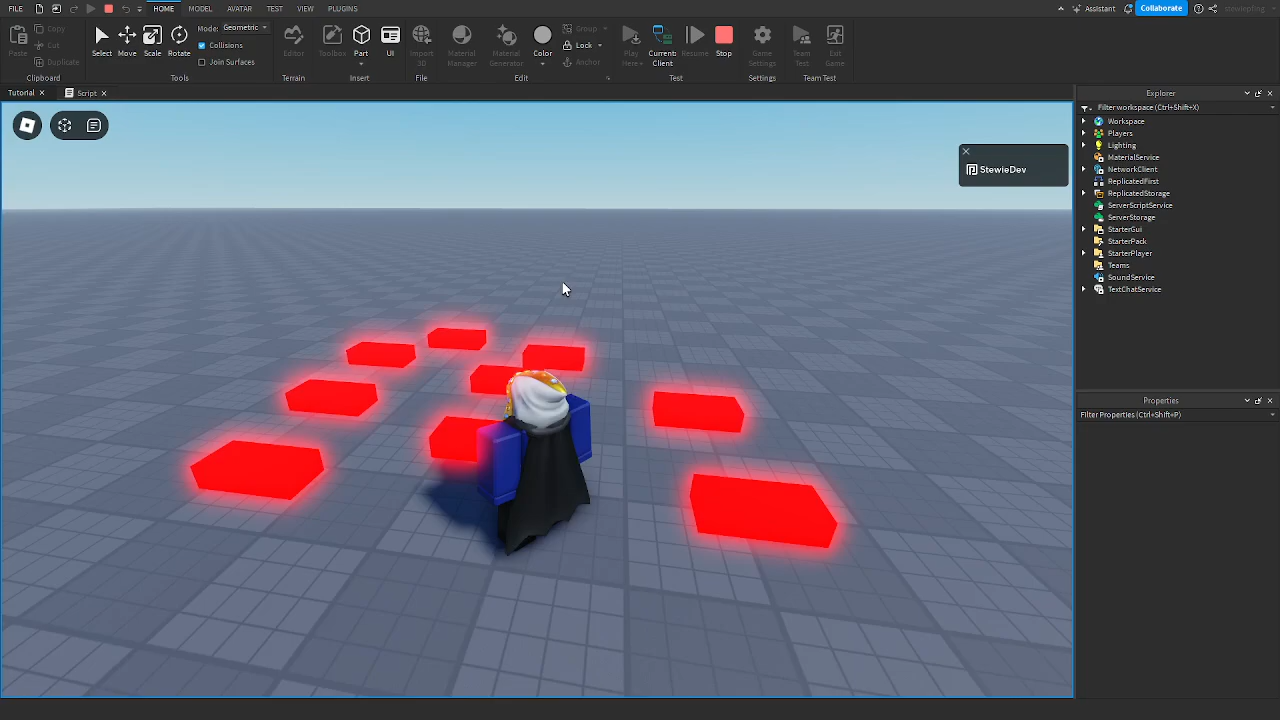 FILE HOME MODEL AVATAR TEST VIEW PLUGINS Assistant Collaborate stewiepfing
Paste Copy Cut Duplicate Clipboard
Select Move Scale Rotate Mode: Geometric Collisions Join Surfaces Tools
Editor Terrain
Toolbox Part UI Insert
Import 3D File
Material Manager Material Generator Color Group Lock Anchor Edit
Play Here Current Client Resume Stop Test
Game Settings Settings
Team Test Exit Game Team Test
Tutorial Script
StewieDev
Explorer
Filter workspace (Ctrl+Shift+X)
Workspace
Players
Lighting
MaterialService
NetworkClient
ReplicatedFirst
ReplicatedStorage
ServerScriptService
ServerStorage
StarterGui
StarterPack
StarterPlayer
Teams
SoundService
TextChatService
Properties
Filter Properties (Ctrl+Shift+P)